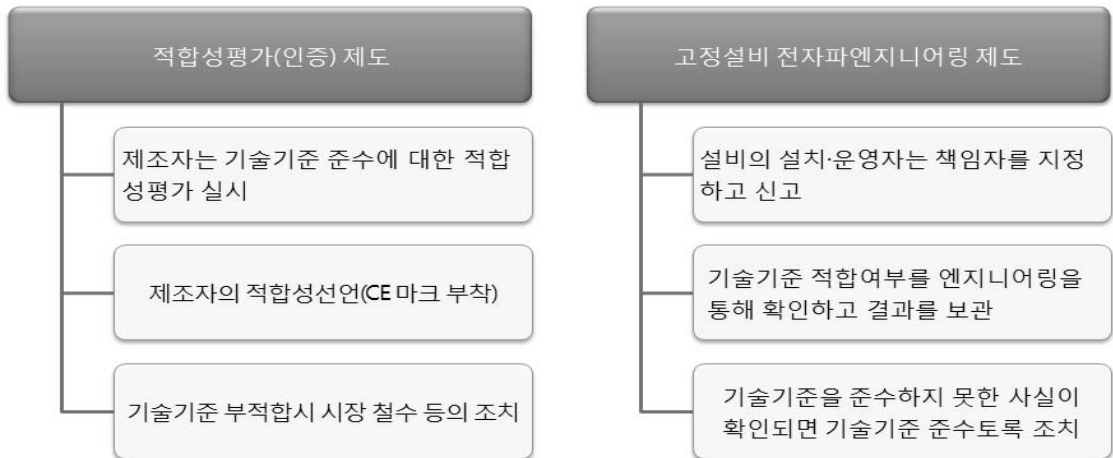 적합성평가(인증) 제도
제조자는 기술기준 준수에 대한 적합
성평가 실시
제조자의 적합성선언(CE 마크 부착)
기술기준 부적합시 시장 철수 등의 조치
고정설비 전자파엔지니어링 제도
설비의 설치·운영자는 책임자를 지정
하고 신고
기술기준 적합여부를 엔지니어링을
통해 확인하고 결과를 보관
기술기준을 준수하지 못한 사실이
확인되면 기술기준 준수토록 조치